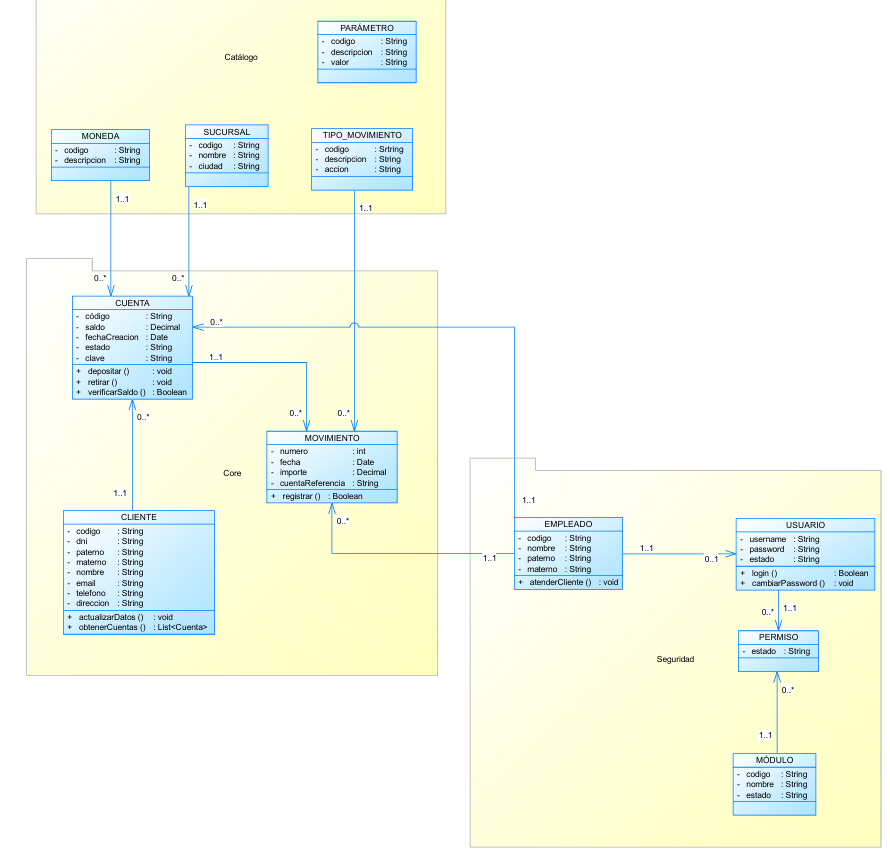 PARÁMETRO
- codigo : String
- descripcion : String
- valor : String
Catálogo
MONEDA
- codigo : String
- descripcion : String
SUCURSAL
- codigo : String
- nombre : String
- ciudad : String
TIPO_MOVIMIENTO
- codigo : Srtring
- descripcion : String
- accion : String
1..1
1..1
1..1
0..*
0..*
CUENTA
- código : String
- saldo : Decimal
- fechaCreacion : Date
- estado : String
- clave : String
+ depositar () : void
+ retirar () : void
+ verificarSaldo () : Boolean
0..*
1..1
0..*
0..*
0..*
MOVIMIENTO
- numero : int
- fecha : Date
- importe : Decimal
- cuentaReferencia : String
+ registrar () : Boolean
Core
1..1
0..*
CLIENTE
- codigo : String
- dni : String
- paterno : String
- materno : String
- nombre : String
- email : String
- telefono : String
- direccion : String
+ actualizarDatos () : void
+ obtenerCuentas () : List<Cuenta>
1..1
EMPLEADO
- codigo : String
- nombre : String
- paterno : String
- materno : String
+ atenderCliente () : void
1..1
1..1
0..1
USUARIO
- username : String
- password : String
- estado : String
+ login () : Boolean
+ cambiarPassword () : void
0..*
1..1
PERMISO
- estado : String
Seguridad
0..*
1..1
MÓDULO
- codigo : String
- nombre : String
- estado : String